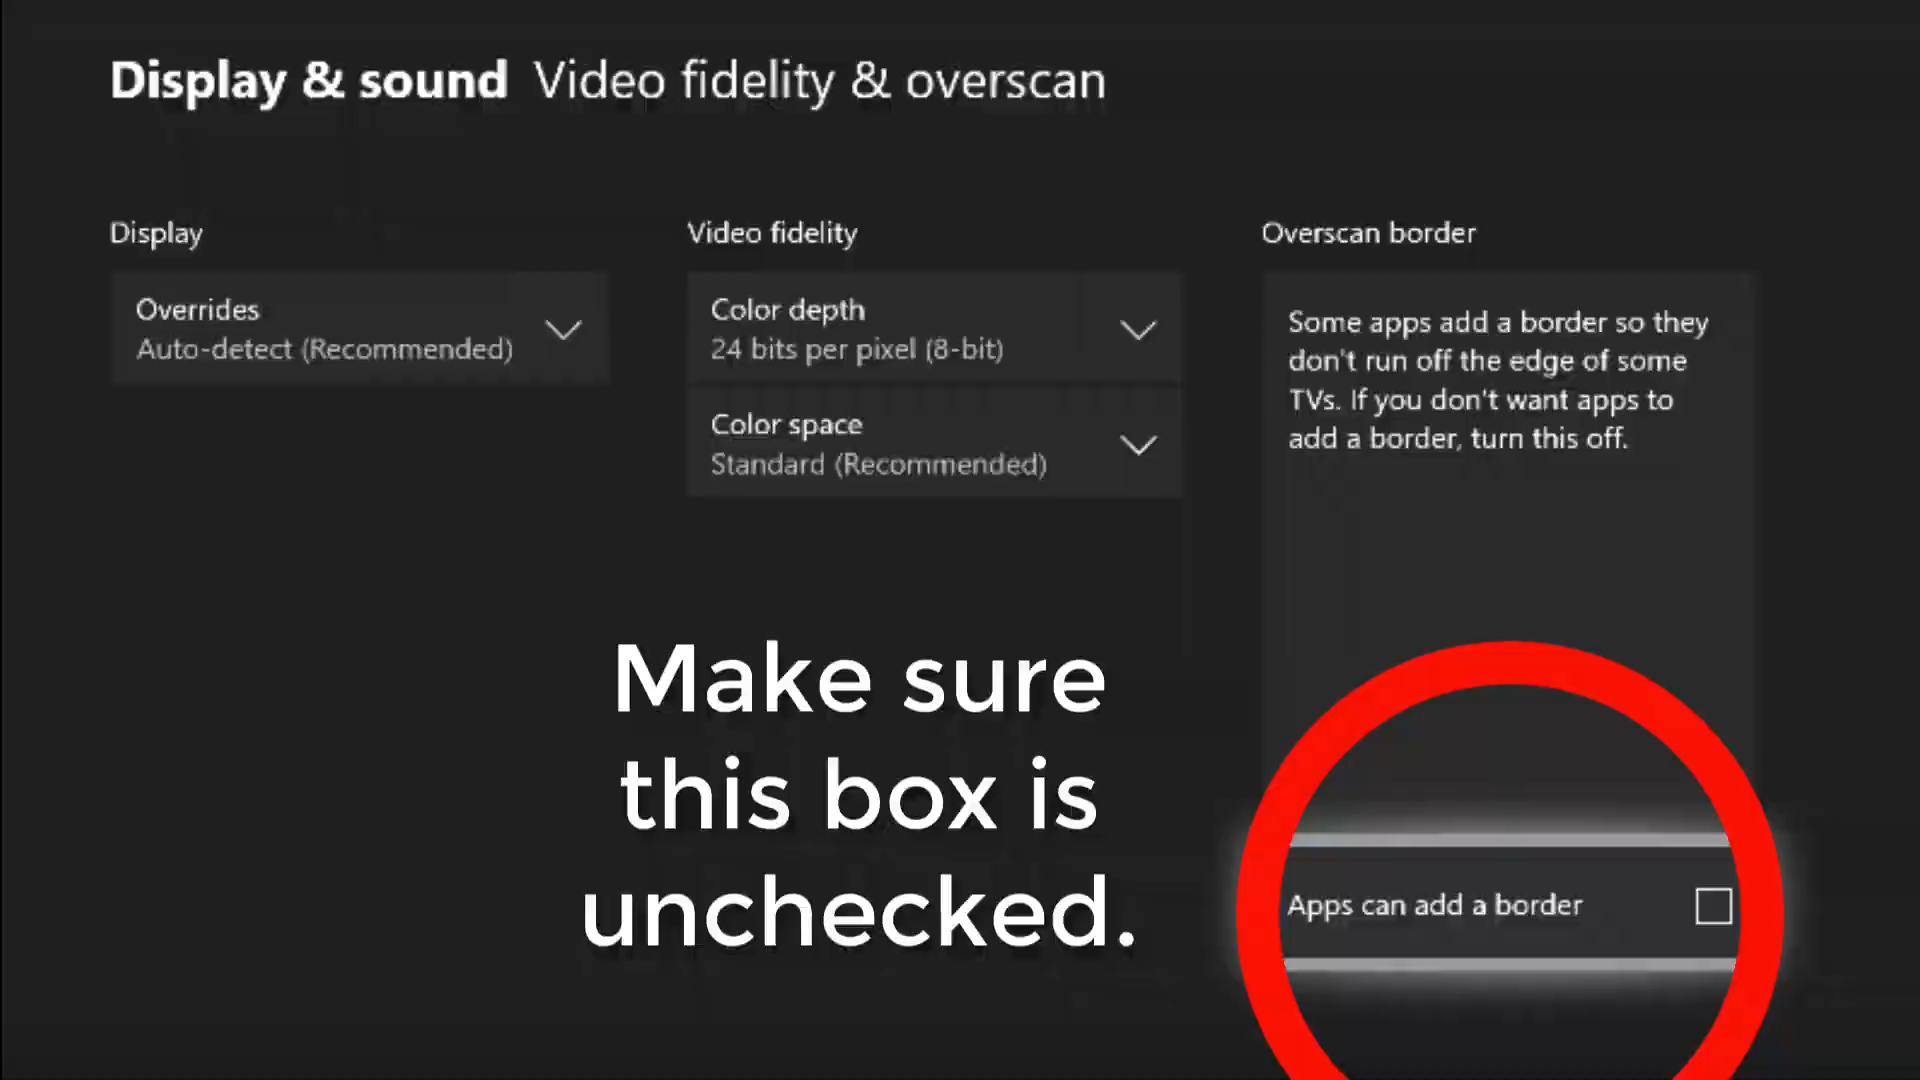 Display & sound Video fidelity & overscan
Display
Overrides
Auto-detect (Recommended)
Video fidelity
Color depth
24 bits per pixel (8-bit)
Color space
Standard (Recommended)
Overscan border
Some apps add a border so they
don't run off the edge of some
TVs. If you don't want apps to
add a border, turn this off.
Apps can add a border
Make sure
this box is
unchecked.